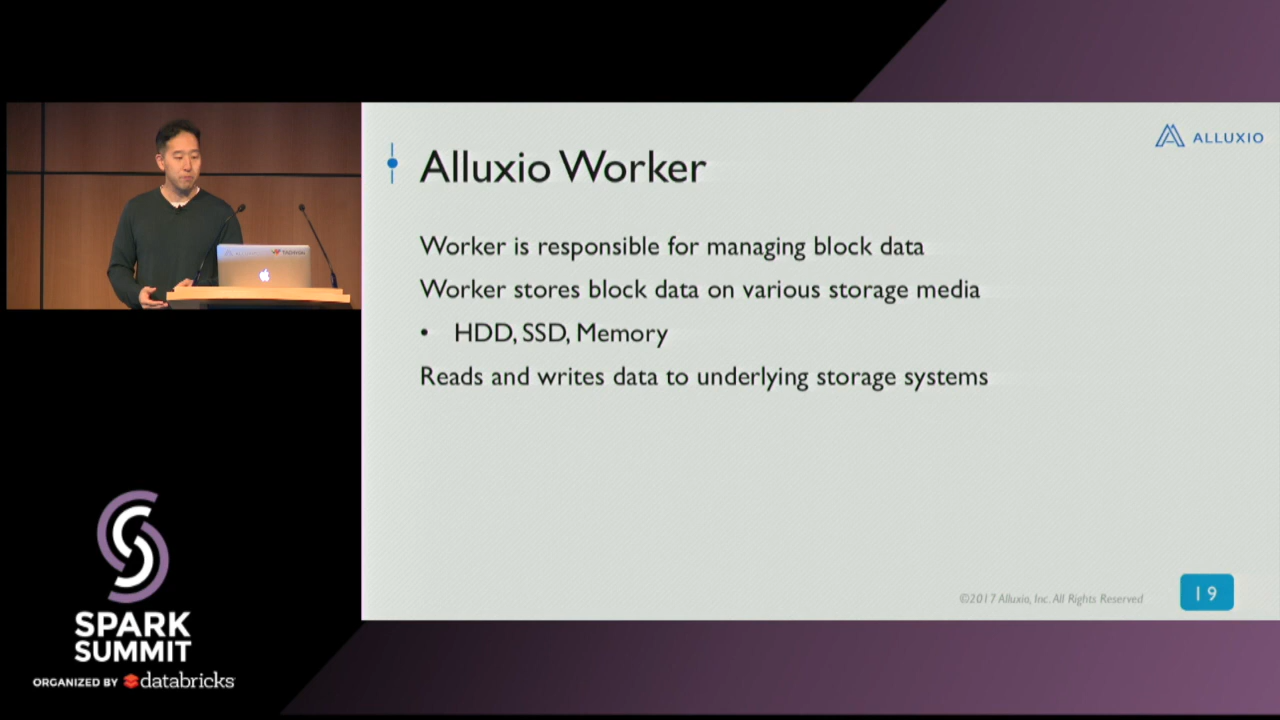 ALLUXIO
Alluxio Worker
Worker is responsible for managing block data
Worker stores block data on various storage media
• HDD, SSD, Memory
Reads and writes data to underlying storage systems
©2017 Alluxio, Inc. All Rights Reserved
19
SPARK
SUMMIT
ORGANIZED BY databricks